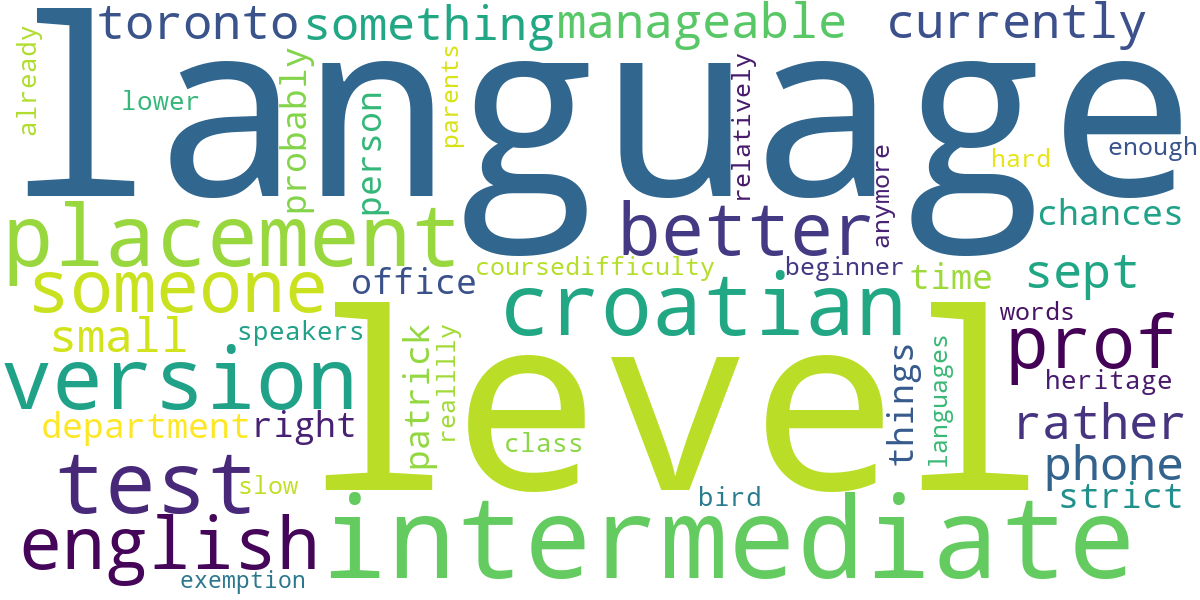 language
level
toronto
something
manageable
currently
already
lower
probably
person
parents
relatively
anymore
hard
enough
placement
better
chances
someone
office
coursedifficulty
beginner
time
sept
croatian
small
speakers
words
prof
version
patrick
reallly
things
languages
heritage
department
right
class
rather
test
slow
bird
phone
strict
english
intermediate
exemption